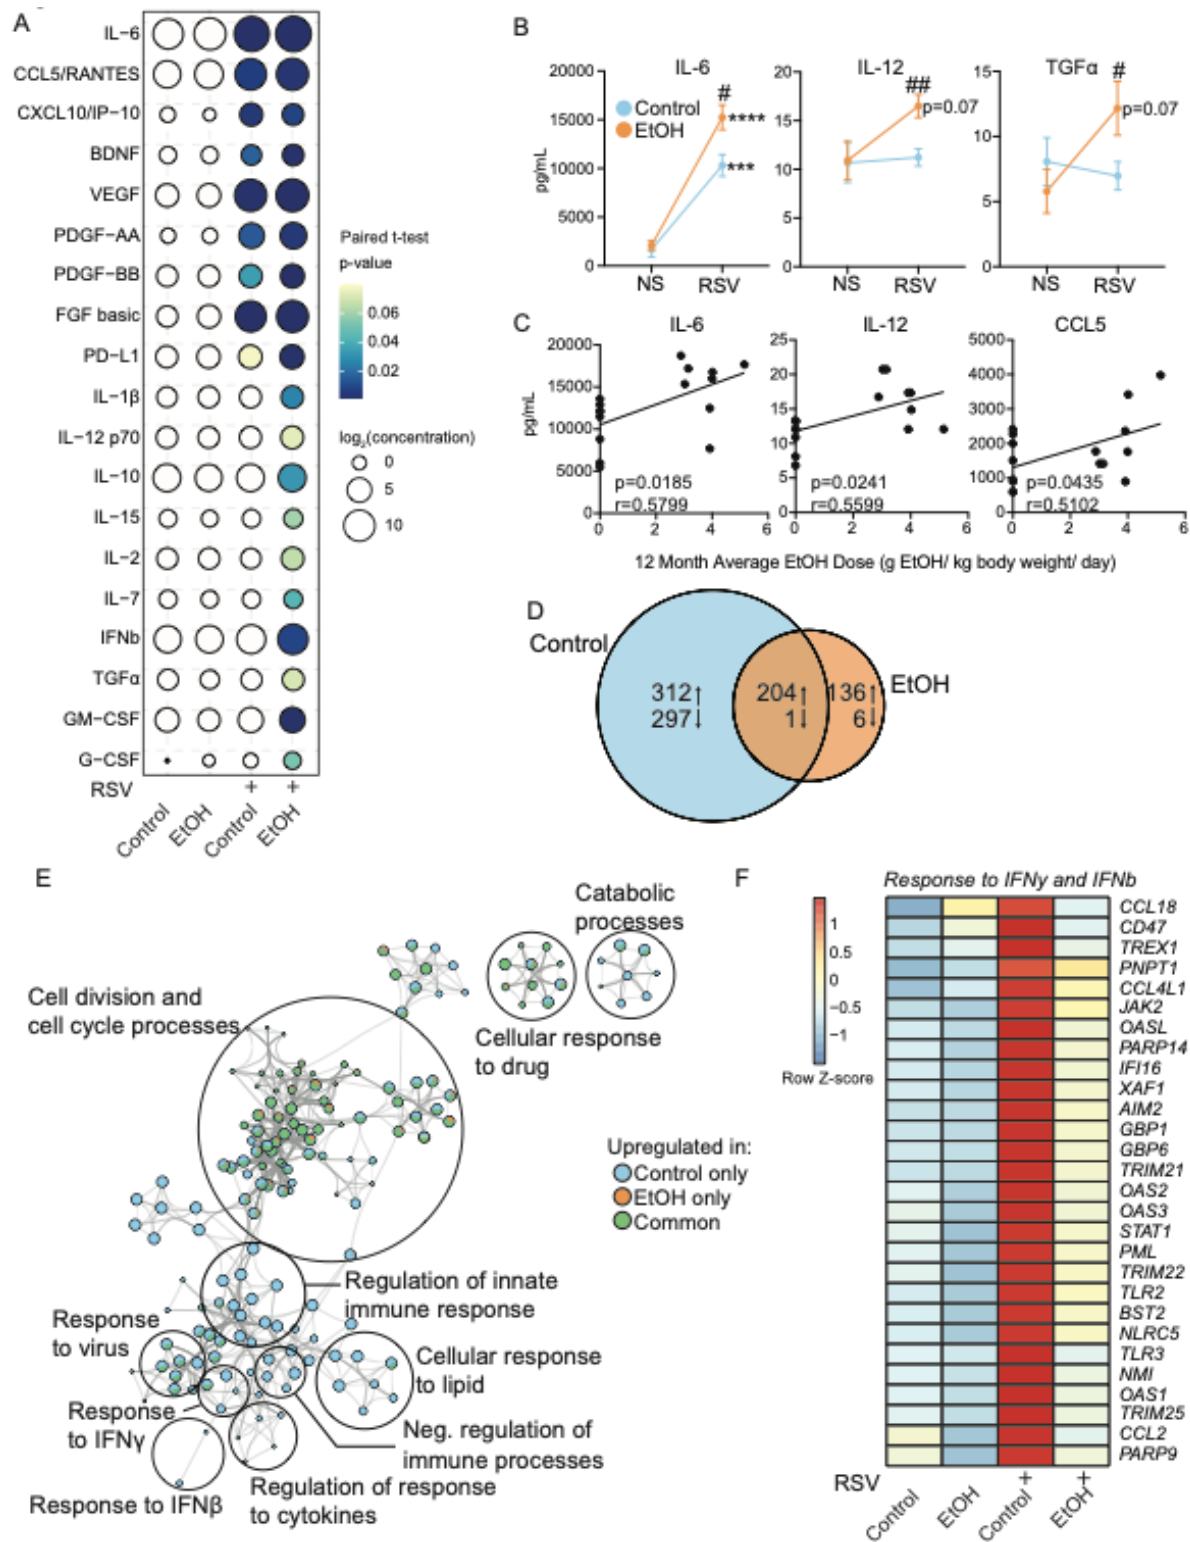 A
IL-6
CCL5/RANTES
CXCL10/IP-10
BDNF
VEGF
PDGF-AA
PDGF-BB
FGF basic
PD-L1
IL-1β
IL-12 p70
IL-10
IL-15
IL-2
IL-7
IFNb
TGFα
GM-CSF
G-CSF
RSV + +
Control EtOH Control EtOH
Paired t-test
p-value
0.06
0.04
0.02
log2(concentration)
0
5
10
B
IL-6 IL-12 TGFα
20000
15000
10000
5000
0
pg/mL
Control
EtOH
#
****
***
NS RSV
20
15
10
5
0
##
p=0.07
NS RSV
15
10
5
0
#
p=0.07
NS RSV
C
IL-6 IL-12 CCL5
20000
15000
10000
5000
0
pg/mL
p=0.0185
r=0.5799
0 2 4 6
25
20
15
10
5
0
p=0.0241
r=0.5599
0 2 4 6
5000
4000
3000
2000
1000
0
p=0.0435
r=0.5102
0 2 4 6
12 Month Average EtOH Dose (g EtOH/ kg body weight/ day)
D
Control
EtOH
312↑ 204↑ 136↑
297↓ 1↓ 6↓
E
Catabolic
processes
Cell division and
cell cycle processes
Cellular response
to drug
Upregulated in:
Control only
EtOH only
Common
Regulation of innate
immune response
Response
to virus
Cellular response
to lipid
Response
to IFNγ
Neg. regulation of
immune processes
Response to IFNβ
Regulation of response
to cytokines
F
Response to IFNy and IFNb
1
0.5
0
−0.5
−1
Row Z-score
CCL18
CD47
TREX1
PNPT1
CCL4L1
JAK2
OASL
PARP14
IFI16
XAF1
AIM2
GBP1
GBP6
TRIM21
OAS2
OAS3
STAT1
PML
TRIM22
TLR2
BST2
NLRC5
TLR3
NMI
OAS1
TRIM25
CCL2
PARP9
RSV + +
Control EtOH Control EtOH